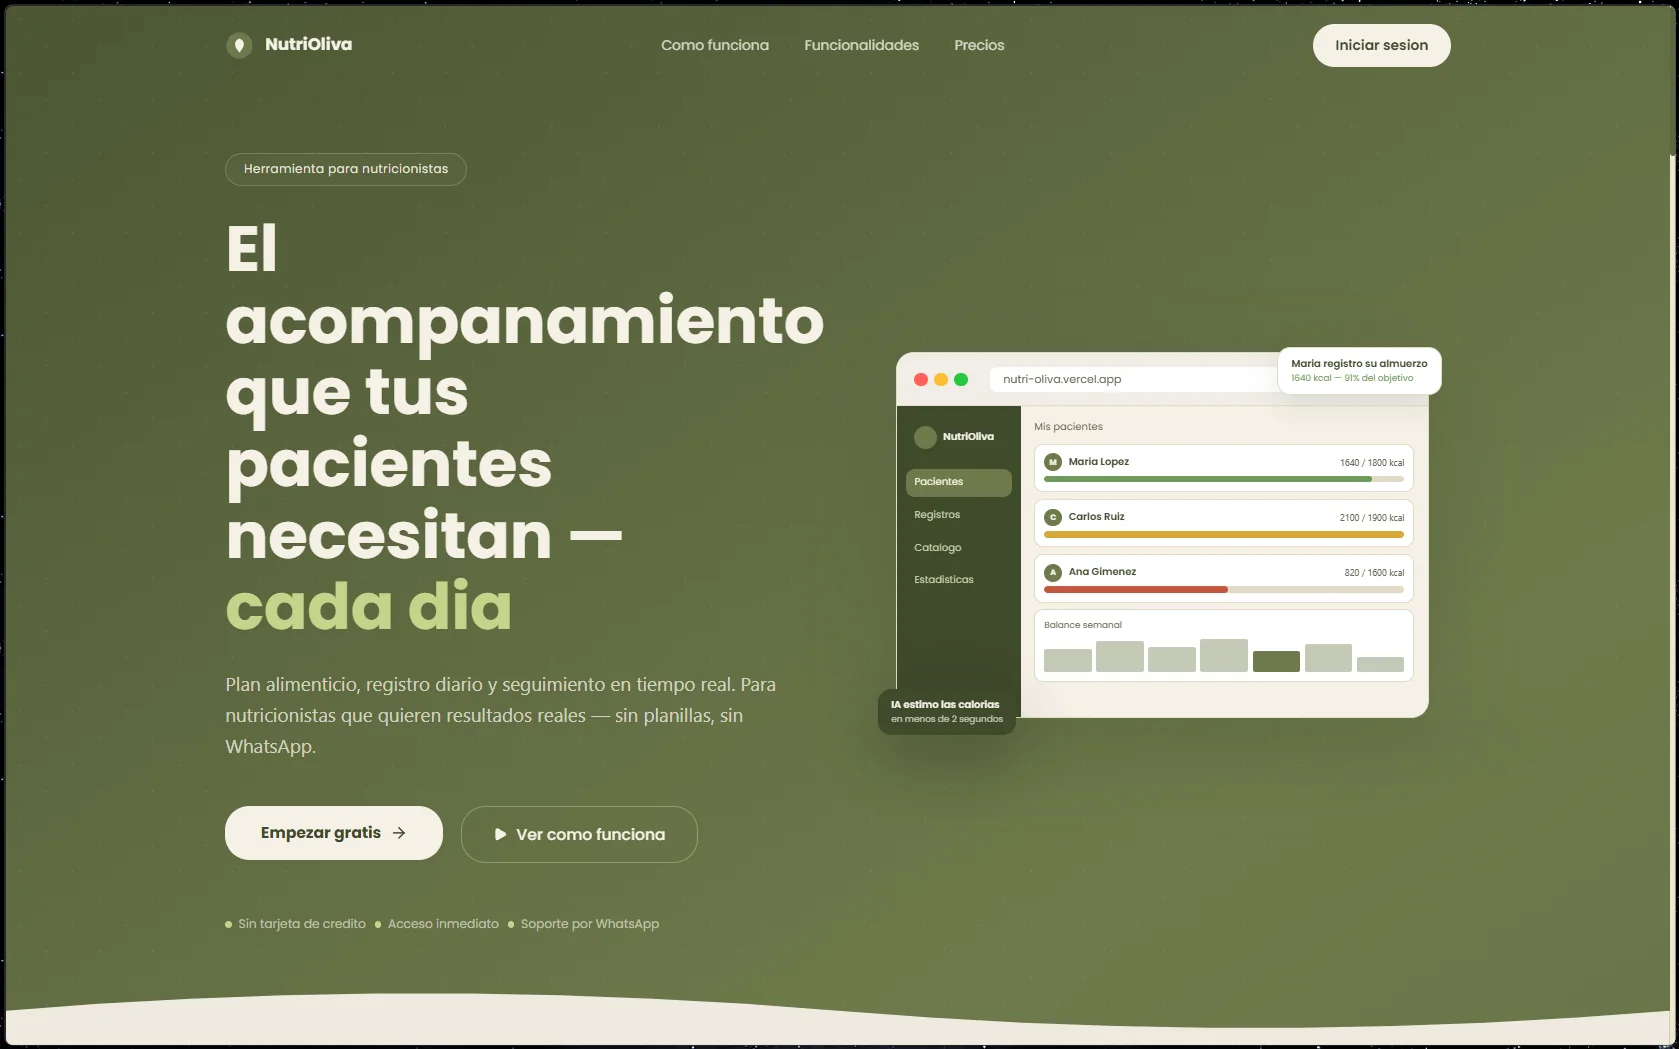 NutriOliva
Como funciona
Funcionalidades
Precios
Iniciar sesion
Herramienta para nutricionistas
El
acompanamiento
que tus
pacientes
necesitan —
cada dia
Plan alimenticio, registro diario y seguimiento en tiempo real. Para
nutricionistas que quieren resultados reales — sin planillas, sin
WhatsApp.
Empezar gratis →
Ver como funciona
Sin tarjeta de credito
Acceso inmediato
Soporte por WhatsApp
nutri-oliva.vercel.app
Maria registro su almuerzo
1640 kcal — 91% del objetivo
NutriOliva
Pacientes
Registros
Catalogo
Estadisticas
Mis pacientes
M Maria Lopez 1640 / 1800 kcal
C Carlos Ruiz 2100 / 1900 kcal
A Ana Gimenez 820 / 1600 kcal
Balance semanal
IA estimo las calorias
en menos de 2 segundos